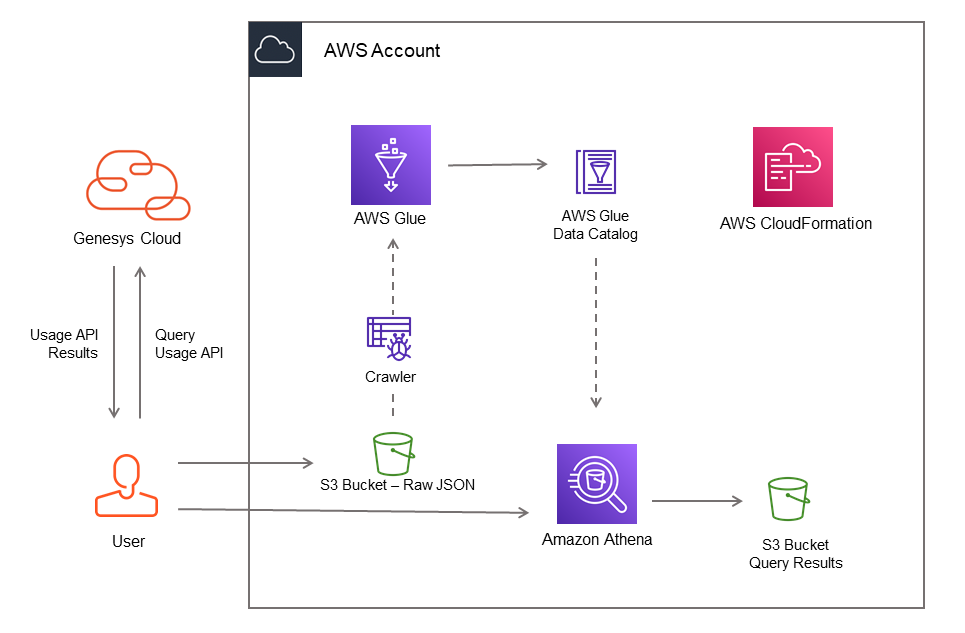 AWS Account
AWS Glue
AWS Glue
Data Catalog
AWS CloudFormation
Genesys Cloud
Usage API
Results
Query
Usage API
Crawler
S3 Bucket – Raw JSON
User
Amazon Athena
S3 Bucket
Query Results